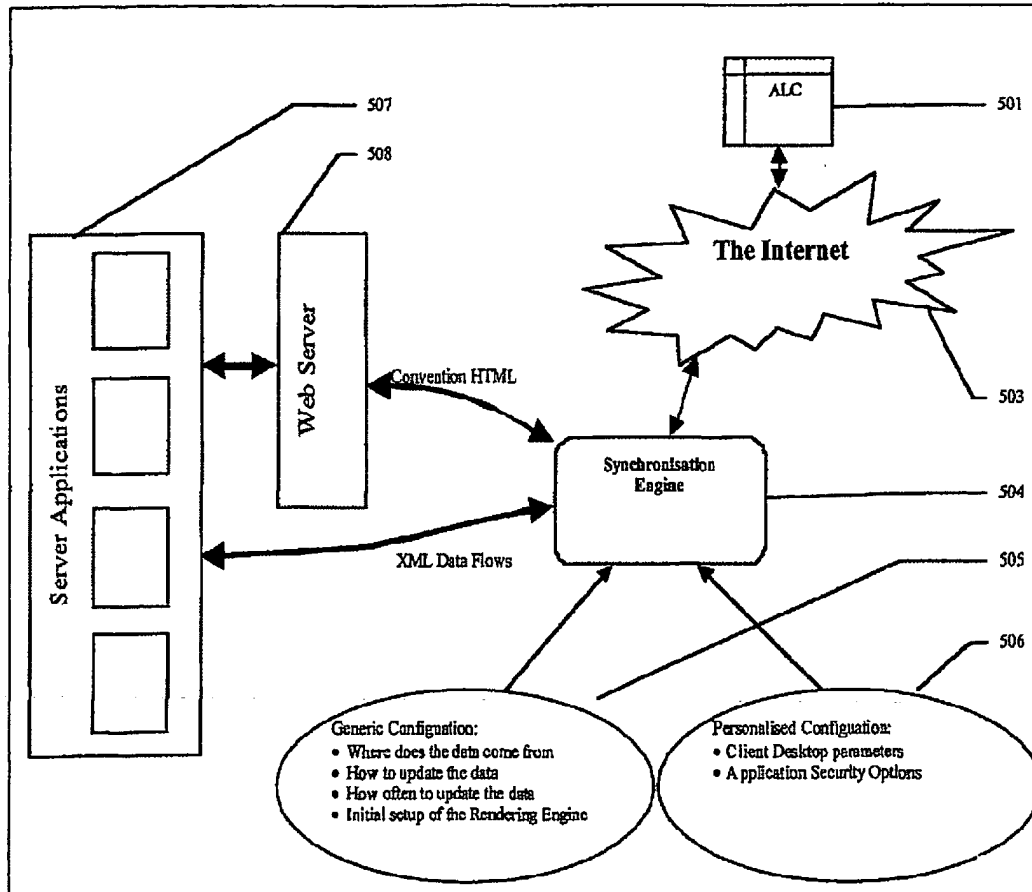 507
508
ALC
501
The Internet
503
Server Applications
Web Server
Convention HTML
Synchronisation
Engine
504
XML Data Flows
505
506
Generic Configuation:
• Where does the data come from
• How to update the data
• How often to update the data
• Initial setup of the Rendering Engine
Personalised Configuation:
• Client Desktop parameters
• Application Security Options